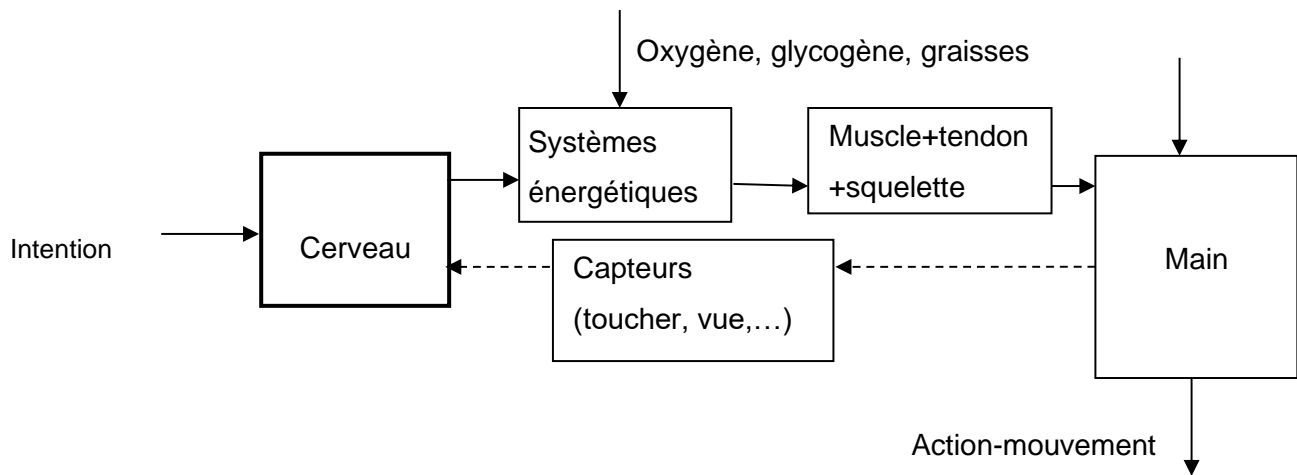 Oxygène, glycogène, graisses
Systèmes
énergétiques
Muscle+tendon
+squelette
Intention
Cerveau
Capteurs
(toucher, vue,…)
Main
Action-mouvement